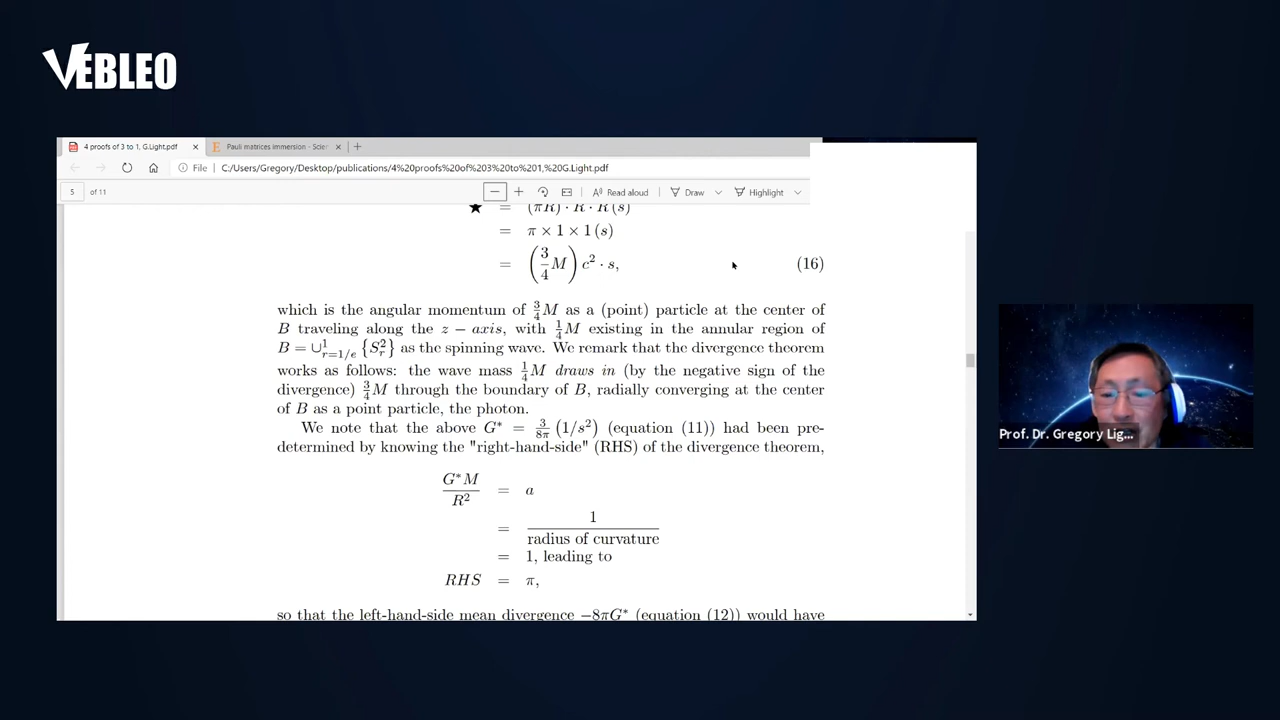 VEBLEO
4 proofs of 3 to 1, G.Light.pdf
Pauli matrices immersion - Scie
File C:/Users/Gregory/Desktop/publications/4%20proofs%20of%203%20to%201,%20G.Light.pdf
5 of 11 Read aloud Draw Highlight
★ = (πR) · R · R (s)
= π × 1 × 1 (s)
= (3/4 M) c² · s, (16)
which is the angular momentum of 3/4 M as a (point) particle at the center of
B traveling along the z − axis, with 1/4 M existing in the annular region of
B = ∪¹ᵣ₌₁/ₑ {S²ᵣ} as the spinning wave. We remark that the divergence theorem
works as follows: the wave mass 1/4 M draws in (by the negative sign of the
divergence) 3/4 M through the boundary of B, radially converging at the center
of B as a point particle, the photon.
We note that the above G* = 3/8π (1/s²) (equation (11)) had been pre-
determined by knowing the "right-hand-side" (RHS) of the divergence theorem,
G*M/R² = a
= 1/radius of curvature
= 1, leading to
RHS = π,
so that the left-hand-side mean divergence −8πG* (equation (12)) would have
Prof. Dr. Gregory Lig...